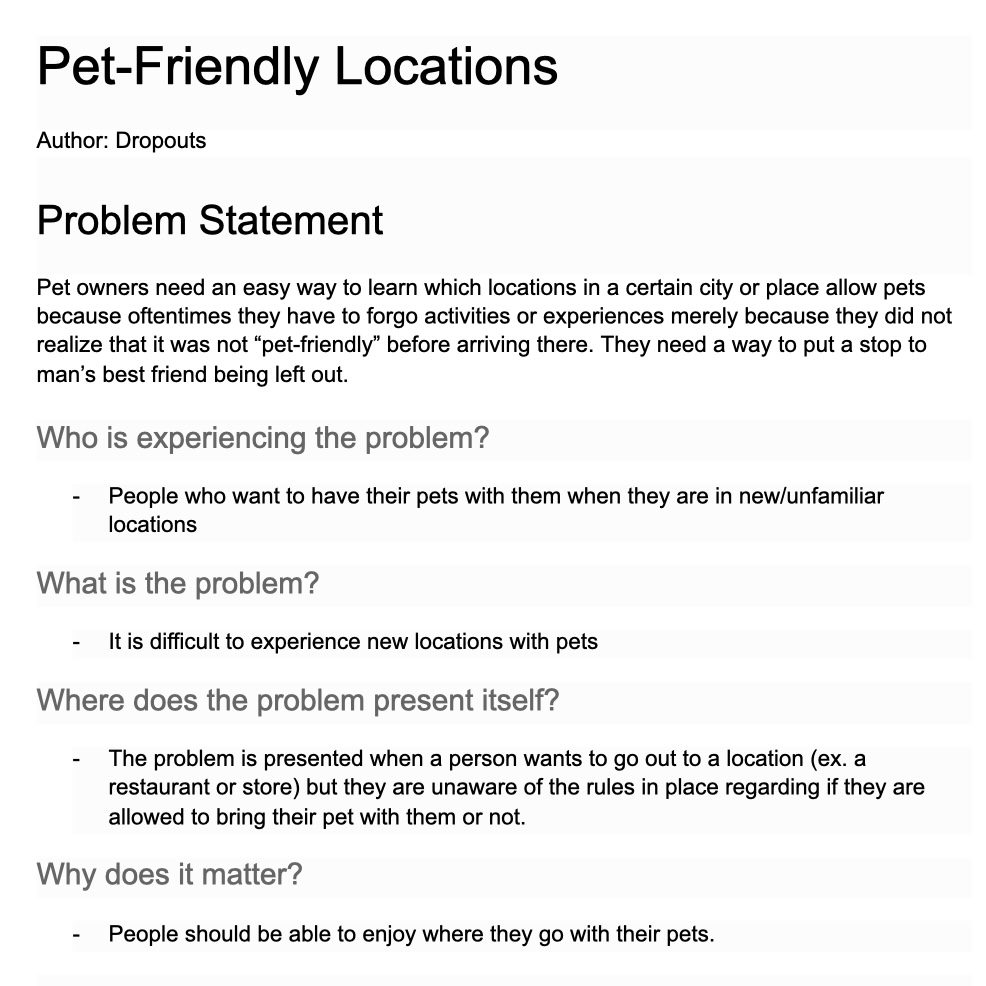 Pet-Friendly Locations
Author: Dropouts
Problem Statement
Pet owners need an easy way to learn which locations in a certain city or place allow pets
because oftentimes they have to forgo activities or experiences merely because they did not
realize that it was not “pet-friendly” before arriving there. They need a way to put a stop to
man’s best friend being left out.
Who is experiencing the problem?
- People who want to have their pets with them when they are in new/unfamiliar
locations
What is the problem?
- It is difficult to experience new locations with pets
Where does the problem present itself?
- The problem is presented when a person wants to go out to a location (ex. a
restaurant or store) but they are unaware of the rules in place regarding if they are
allowed to bring their pet with them or not.
Why does it matter?
- People should be able to enjoy where they go with their pets.